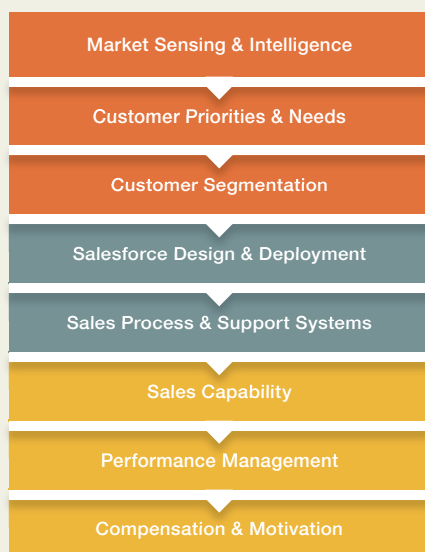 Market Sensing & Intelligence
Customer Priorities & Needs
Customer Segmentation
Salesforce Design & Deployment
Sales Process & Support Systems
Sales Capability
Performance Management
Compensation & Motivation